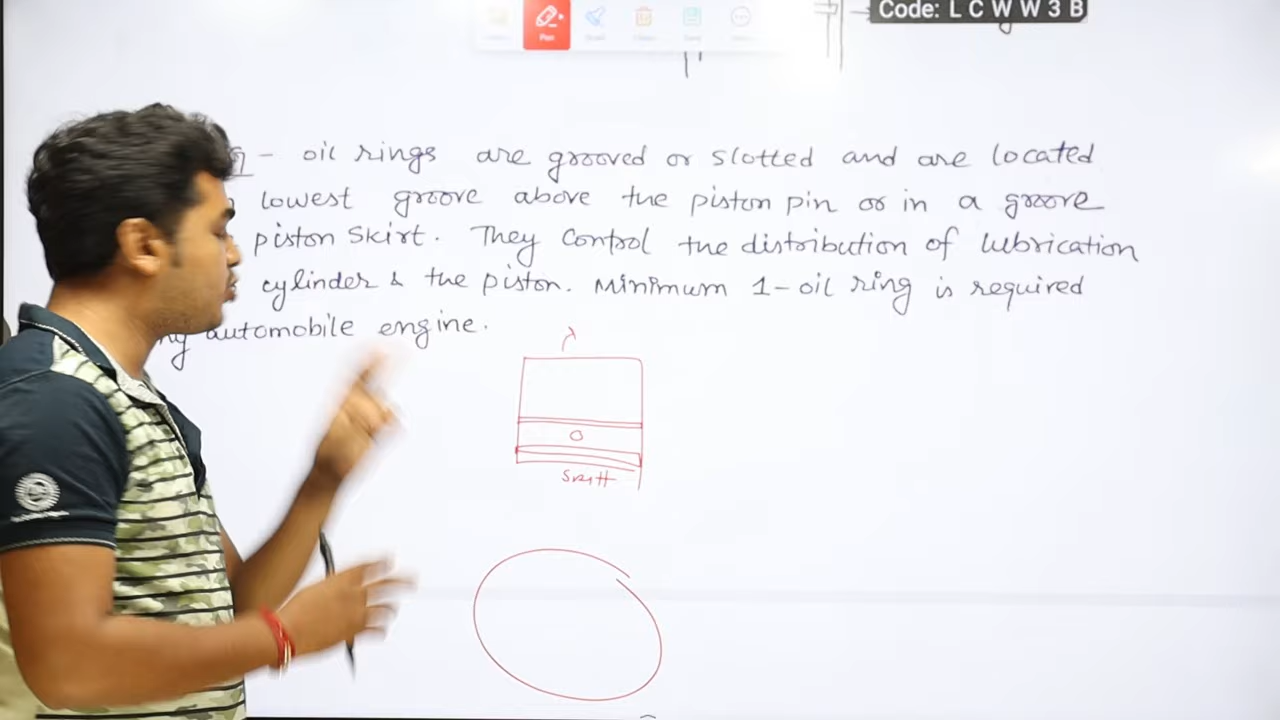 Code: L C W W 3 B
Pen
– oil rings are grooved or slotted and are located
lowest groove above the piston pin or in a groove
piston skirt. They control the distribution of lubrication
cylinder & the piston. Minimum 1-oil ring is required
automobile engine.